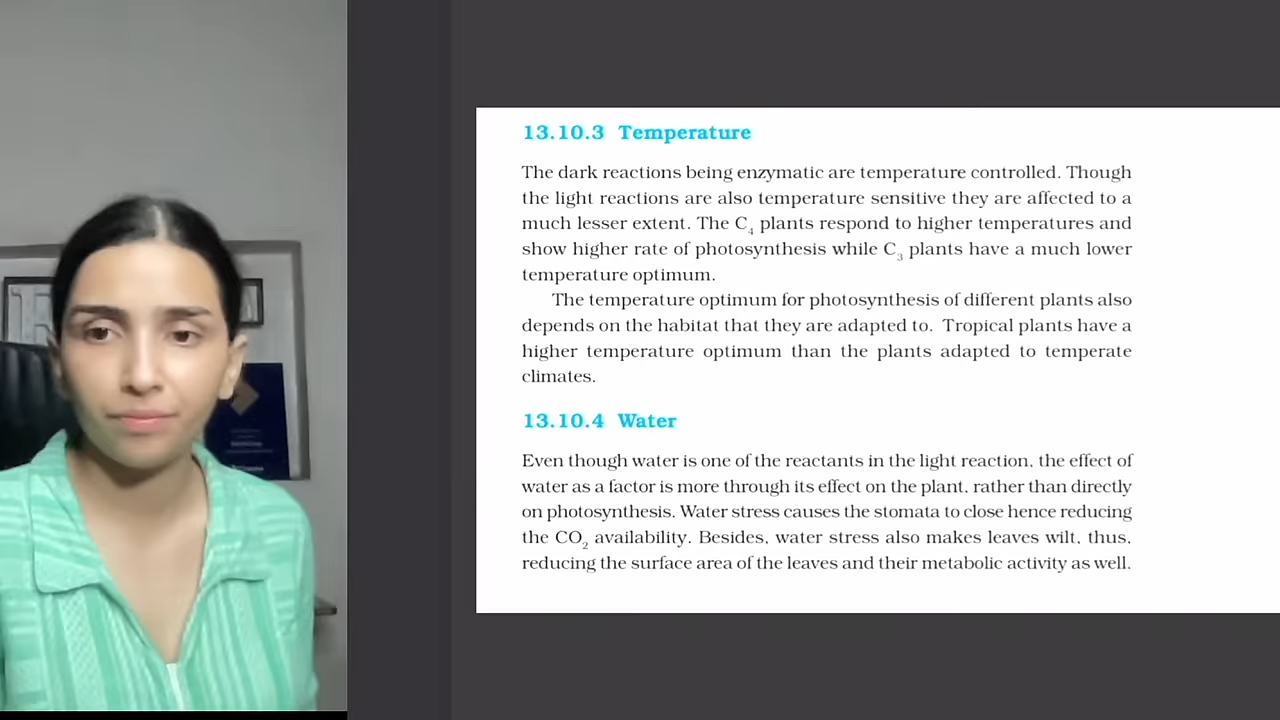 13.10.3 Temperature
The dark reactions being enzymatic are temperature controlled. Though
the light reactions are also temperature sensitive they are affected to a
much lesser extent. The C₄ plants respond to higher temperatures and
show higher rate of photosynthesis while C₃ plants have a much lower
temperature optimum.
The temperature optimum for photosynthesis of different plants also
depends on the habitat that they are adapted to. Tropical plants have a
higher temperature optimum than the plants adapted to temperate
climates.
13.10.4 Water
Even though water is one of the reactants in the light reaction, the effect of
water as a factor is more through its effect on the plant, rather than directly
on photosynthesis. Water stress causes the stomata to close hence reducing
the CO₂ availability. Besides, water stress also makes leaves wilt, thus,
reducing the surface area of the leaves and their metabolic activity as well.